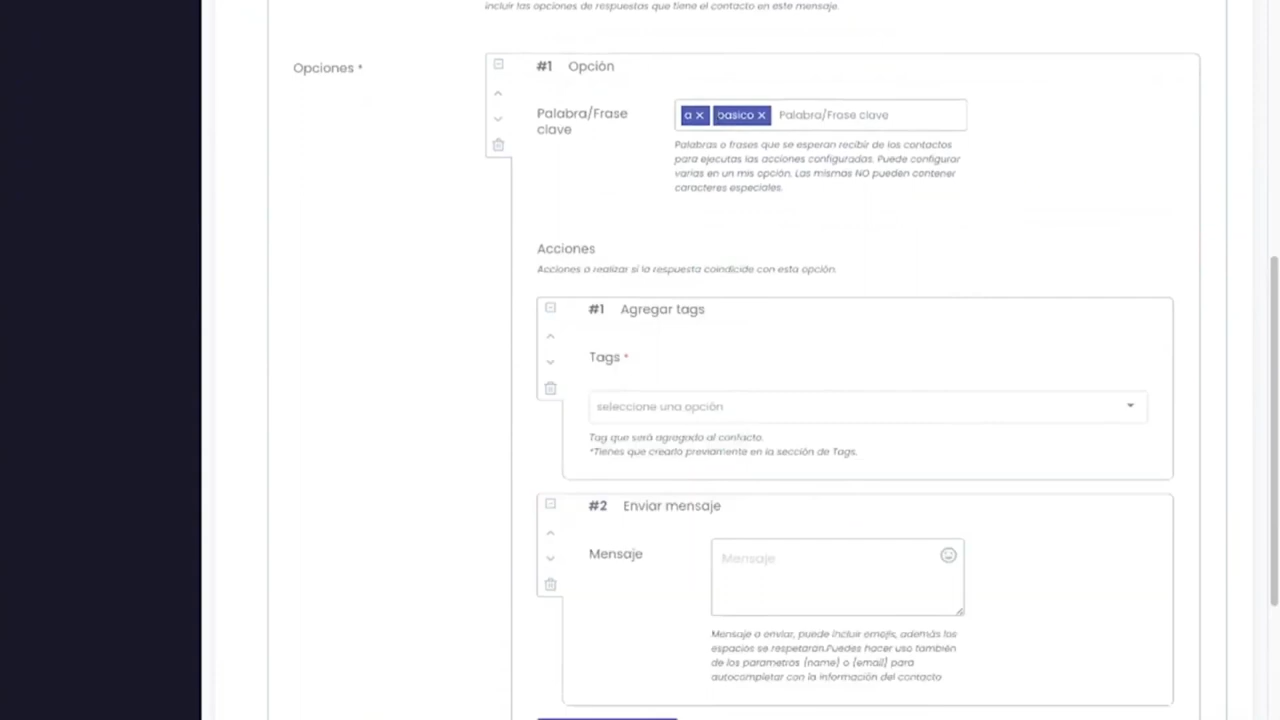 incluir las opciones de respuestas que tiene el contacto en este mensaje.
Opciones *
#1 Opción
Palabra/Frase clave
a × basico × Palabra/Frase clave
Palabras o frases que se esperan recibir de los contactos
para ejecutas las acciones configuradas. Puede configurar
varias en un mis opción. Las mismas NO pueden contener
caracteres especiales.
Acciones
Acciones a realizar si la respuesta coindicide con esta opción.
#1 Agregar tags
Tags *
seleccione una opción
Tag que será agregado al contacto.
*Tienes que crearlo previamente en la sección de Tags.
#2 Enviar mensaje
Mensaje
Mensaje
Mensaje a enviar, puede incluir emojis, además los
espacios se respetarán.Puedes hacer uso también
de los parametros {name} o {email} para
autocompletar con la información del contacto